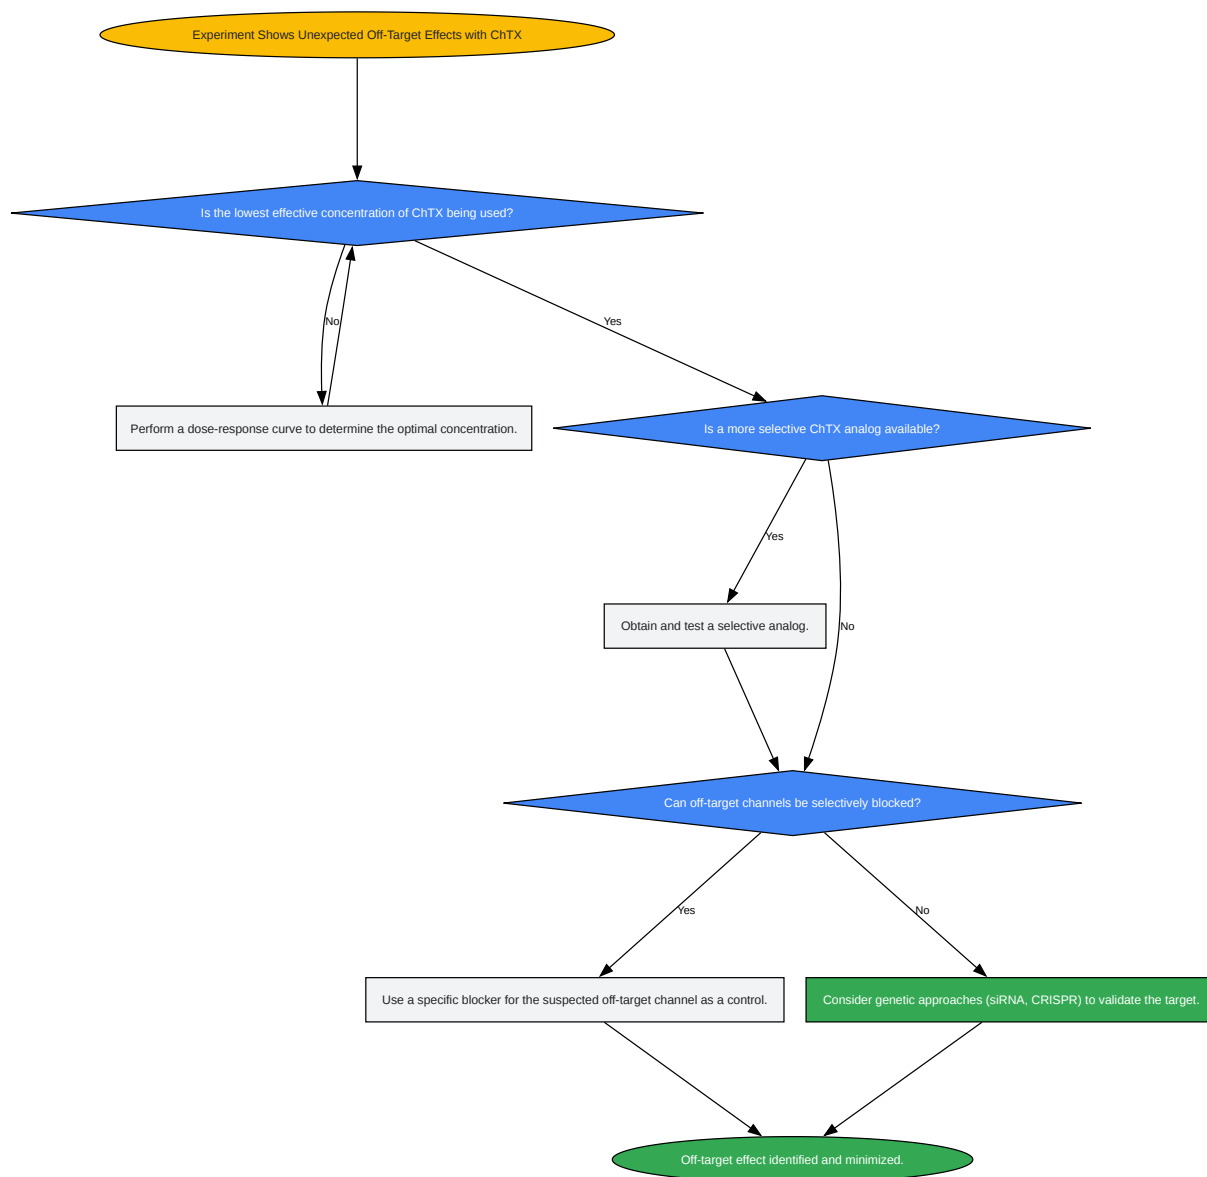 Experiment Shows Unexpected Off-Target Effects with ChTX
Is the lowest effective concentration of ChTX being used?
No
Yes
Perform a dose-response curve to determine the optimal concentration.
Is a more selective ChTX analog available?
Yes
Obtain and test a selective analog.
No
Can off-target channels be selectively blocked?
Yes
No
Use a specific blocker for the suspected off-target channel as a control.
Consider genetic approaches (siRNA, CRISPR) to validate the target.
Off-target effect identified and minimized.